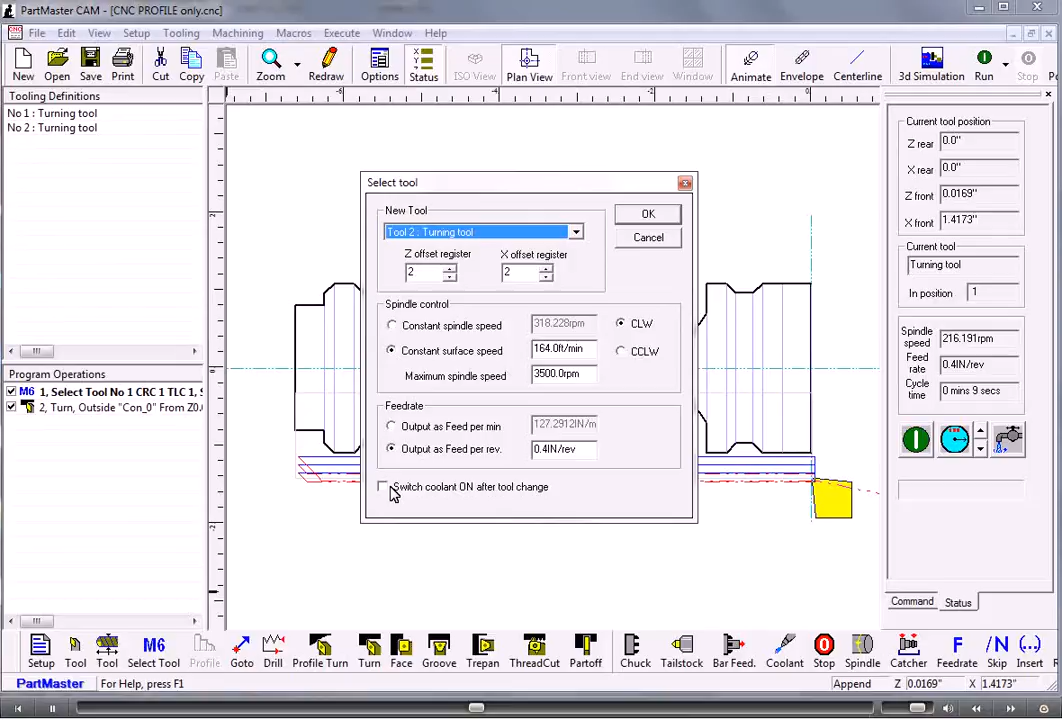 PartMaster CAM - [CNC PROFILE only.cnc]
File Edit View Setup Tooling Machining Macros Execute Window Help
New Open Save Print Cut Copy Paste Zoom Redraw Options Status ISO View Plan View Front view End view Window Animate Envelope Centerline 3d Simulation Run Stop
Tooling Definitions
No 1 : Turning tool
No 2 : Turning tool
Program Operations
M6 1, Select Tool No 1 CRC 1 TLC 1,
2, Turn, Outside "Con_0" From Z0.
-6 -4 -2 0
2
0
-2
Select tool
New Tool
Tool 2 : Turning tool
Z offset register X offset register
2 2
OK
Cancel
Spindle control
Constant spindle speed 318.228rpm CLW
Constant surface speed 164.0ft/min CCLW
Maximum spindle speed 3500.0rpm
Feedrate
Output as Feed per min 127.2912IN/m
Output as Feed per rev. 0.4IN/rev
Switch coolant ON after tool change
Current tool position
Z rear 0.0"
X rear 0.0"
Z front 0.0169"
X front 1.4173"
Current tool
Turning tool
In position 1
Spindle speed 216.191rpm
Feed rate 0.4IN/rev
Cycle time 0 mins 9 secs
Command Status
M6 F /N (..)
Setup Tool Tool Select Tool Profile Goto Drill Profile Turn Turn Face Groove Trepan ThreadCut Partoff Chuck Tailstock Bar Feed. Coolant Stop Spindle Catcher Feedrate Skip Insert
PartMaster For Help, press F1 Append Z 0.0169" X 1.4173"